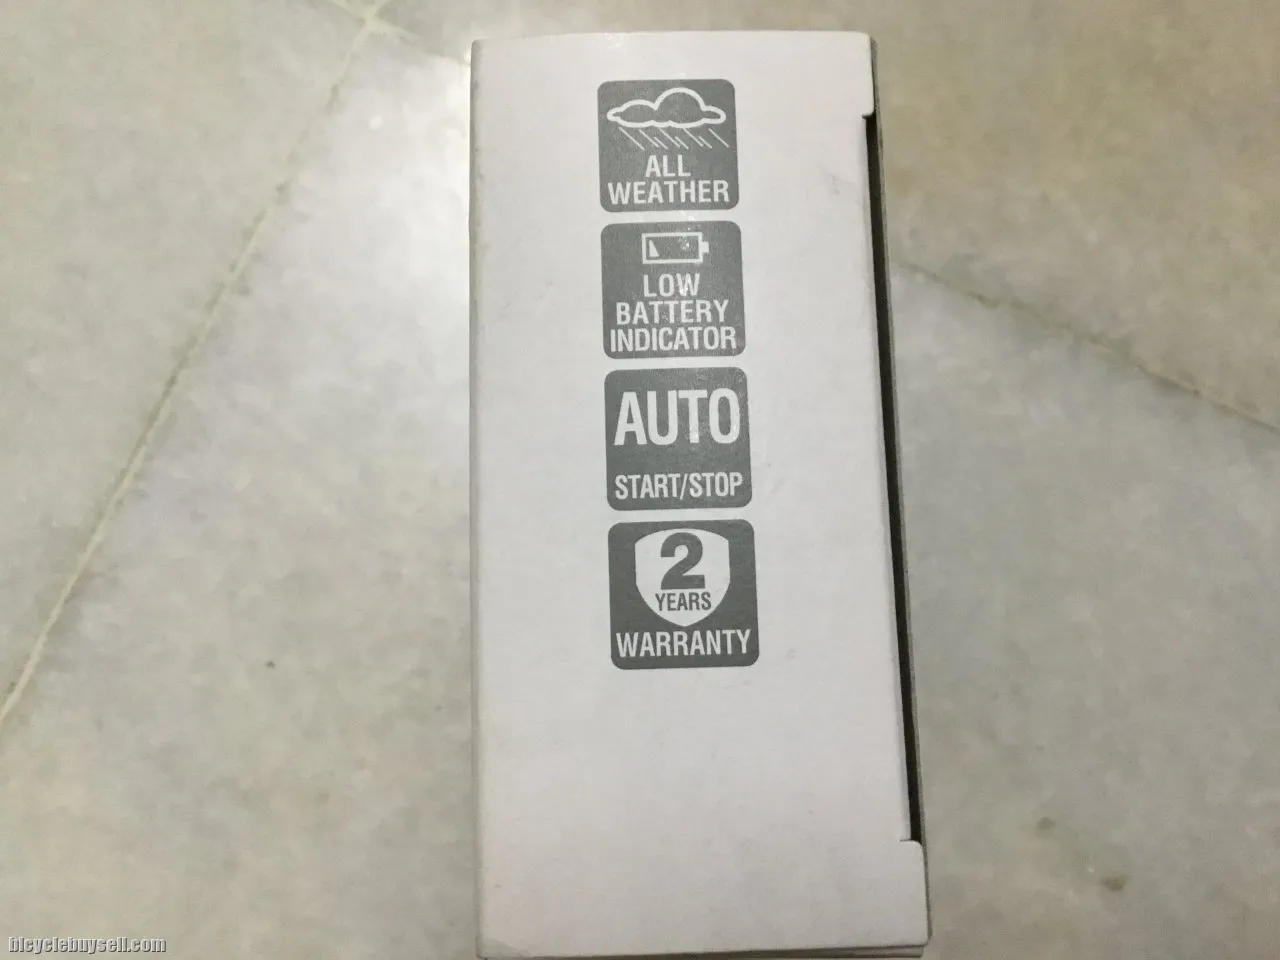 ALL
WEATHER
LOW
BATTERY
INDICATOR
AUTO
START/STOP
2
YEARS
WARRANTY
bicyclebuysell.com